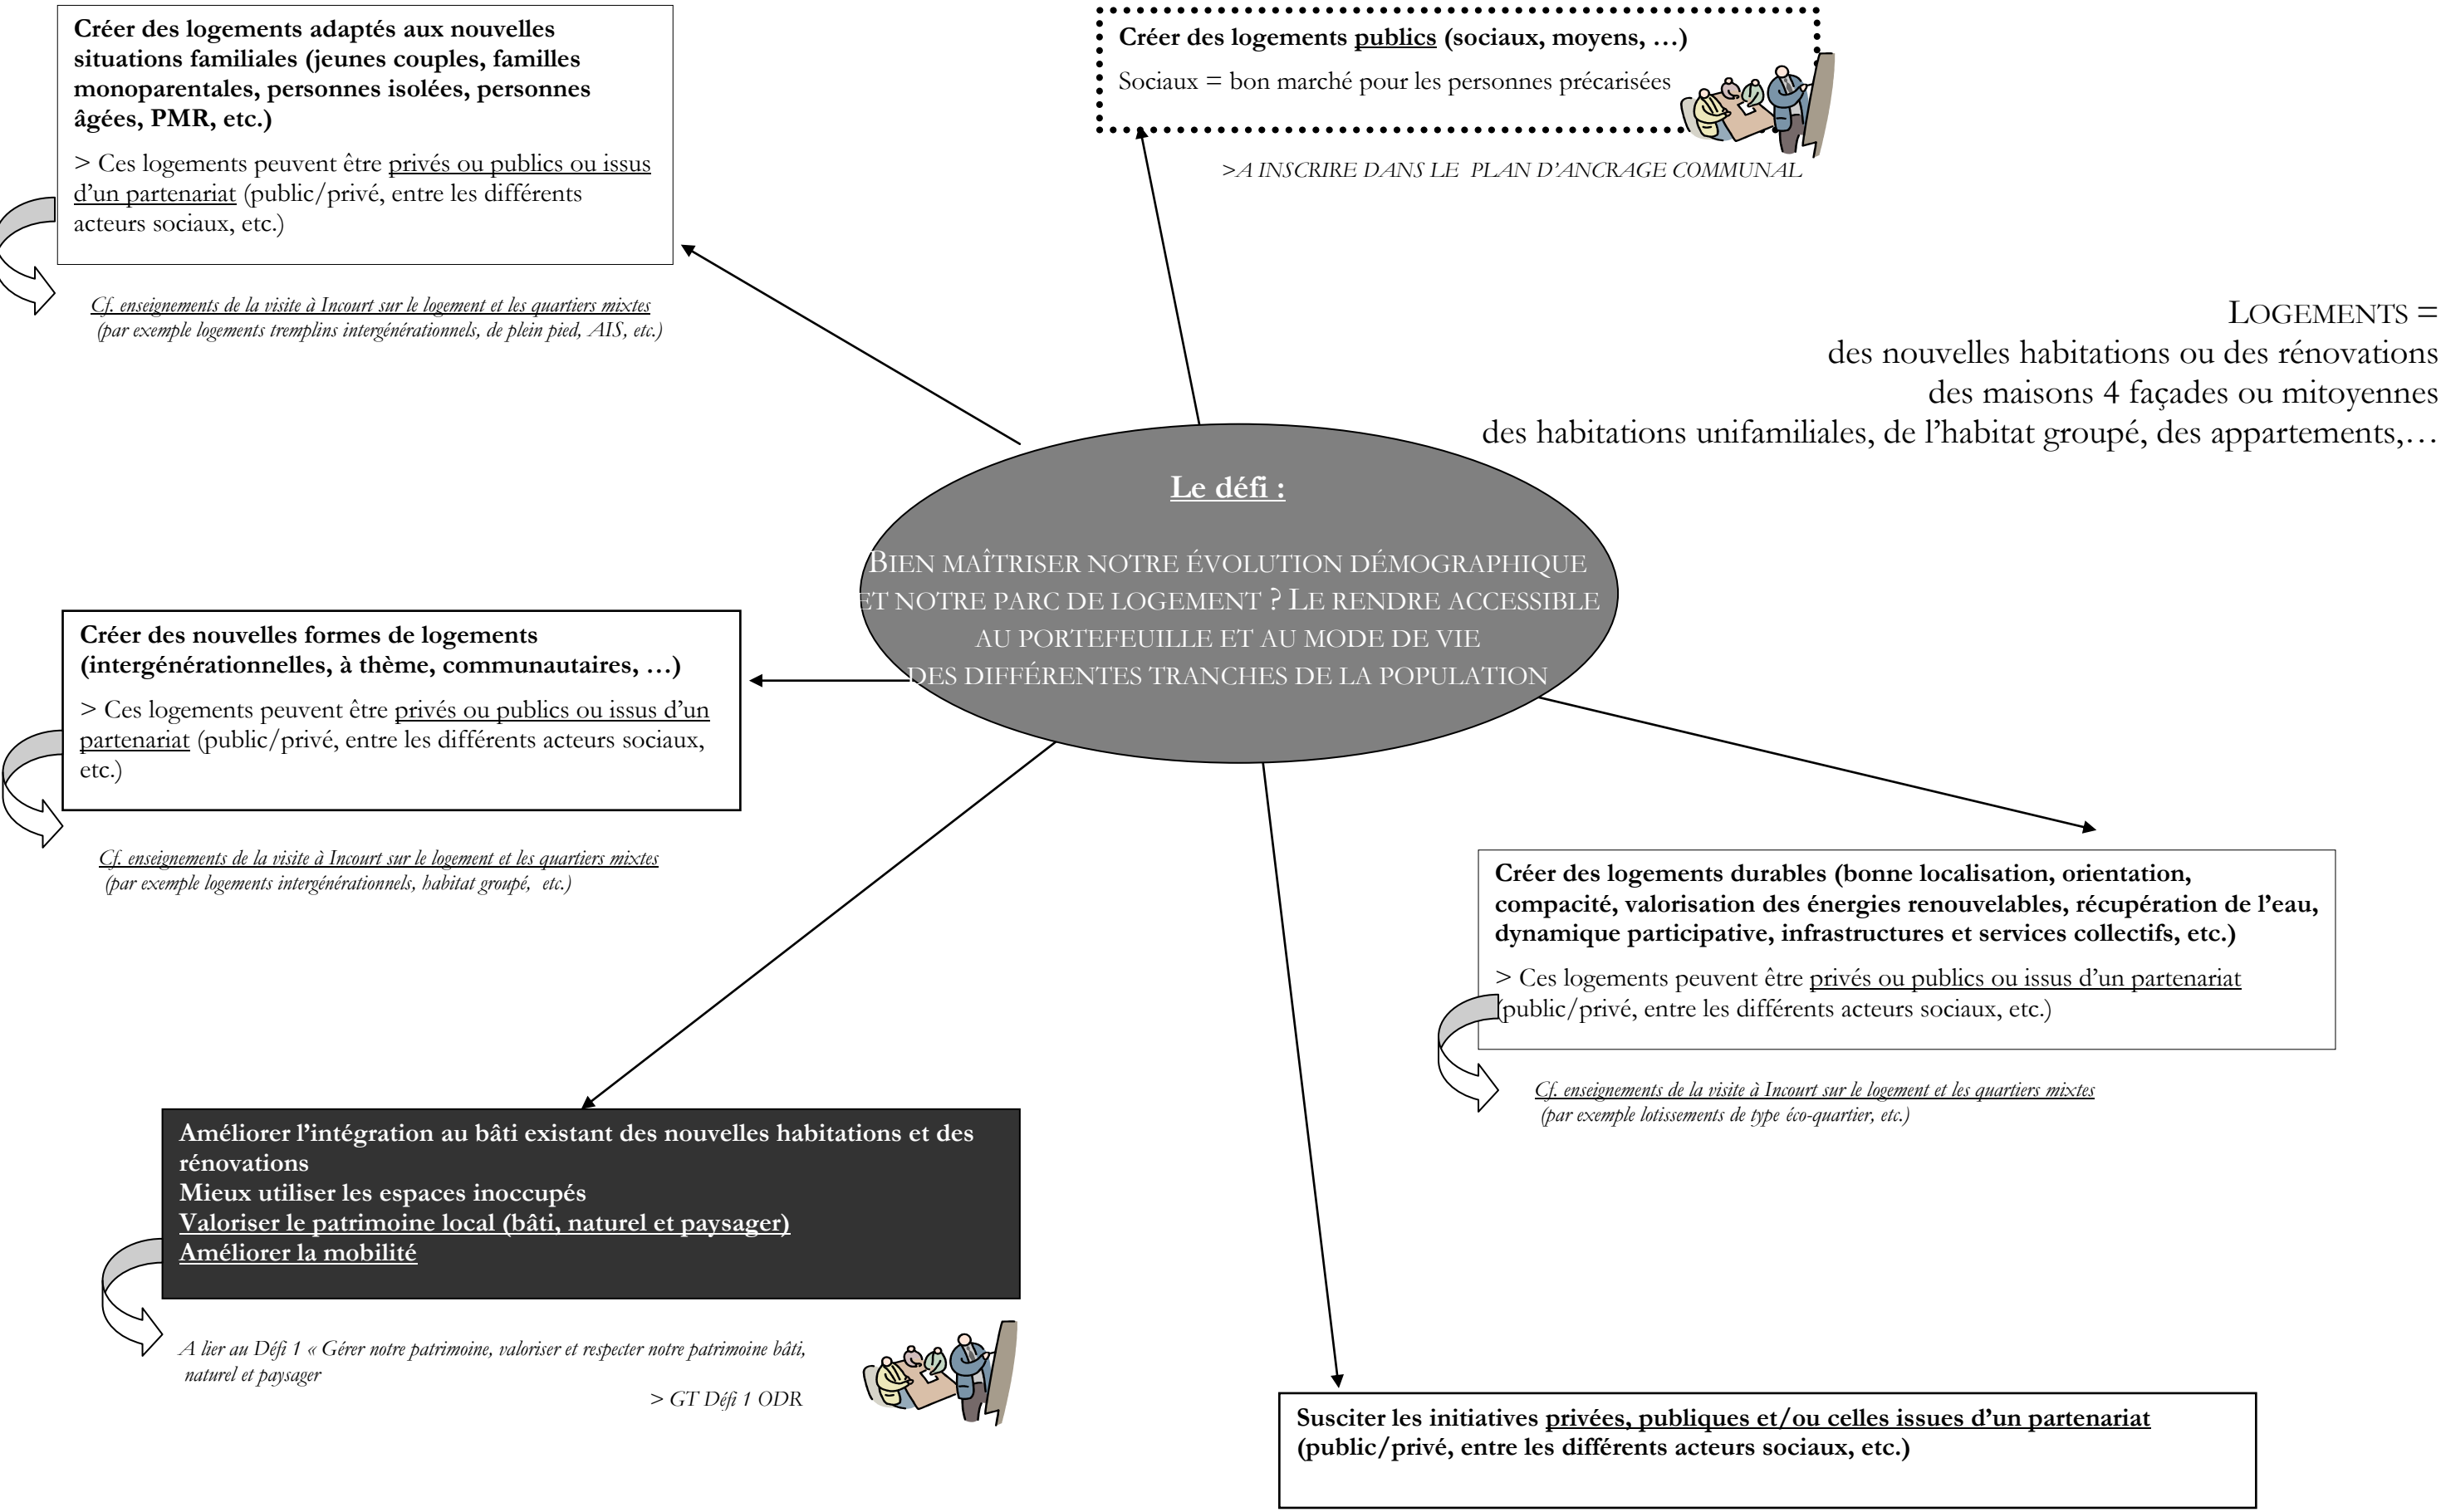 Créer des logements adaptés aux nouvelles
situations familiales (jeunes couples, familles
monoparentales, personnes isolées, personnes
âgées, PMR, etc.)
> Ces logements peuvent être privés ou publics ou issus
d'un partenariat (public/privé, entre les différents
acteurs sociaux, etc.)
Cf. enseignements de la visite à Incourt sur le logement et les quartiers mixtes
(par exemple logements tremplins intergénérationnels, de plein pied, AIS, etc.)
Créer des logements publics (sociaux, moyens, …)
Sociaux = bon marché pour les personnes précarisées
>A INSCRIRE DANS LE PLAN D'ANCRAGE COMMUNAL
LOGEMENTS =
des nouvelles habitations ou des rénovations
des maisons 4 façades ou mitoyennes
des habitations unifamiliales, de l'habitat groupé, des appartements,…
Le défi :
BIEN MAÎTRISER NOTRE ÉVOLUTION DÉMOGRAPHIQUE
ET NOTRE PARC DE LOGEMENT ? LE RENDRE ACCESSIBLE
AU PORTEFEUILLE ET AU MODE DE VIE
DES DIFFÉRENTES TRANCHES DE LA POPULATION
Créer des nouvelles formes de logements
(intergénérationnelles, à thème, communautaires, …)
> Ces logements peuvent être privés ou publics ou issus d'un
partenariat (public/privé, entre les différents acteurs sociaux,
etc.)
Cf. enseignements de la visite à Incourt sur le logement et les quartiers mixtes
(par exemple logements intergénérationnels, habitat groupé, etc.)
Créer des logements durables (bonne localisation, orientation,
compacité, valorisation des énergies renouvelables, récupération de l'eau,
dynamique participative, infrastructures et services collectifs, etc.)
> Ces logements peuvent être privés ou publics ou issus d'un partenariat
(public/privé, entre les différents acteurs sociaux, etc.)
Cf. enseignements de la visite à Incourt sur le logement et les quartiers mixtes
(par exemple lotissements de type éco-quartier, etc.)
Améliorer l'intégration au bâti existant des nouvelles habitations et des
rénovations
Mieux utiliser les espaces inoccupés
Valoriser le patrimoine local (bâti, naturel et paysager)
Améliorer la mobilité
A lier au Défi 1 « Gérer notre patrimoine, valoriser et respecter notre patrimoine bâti,
naturel et paysager
> GT Défi 1 ODR
Susciter les initiatives privées, publiques et/ou celles issues d'un partenariat
(public/privé, entre les différents acteurs sociaux, etc.)